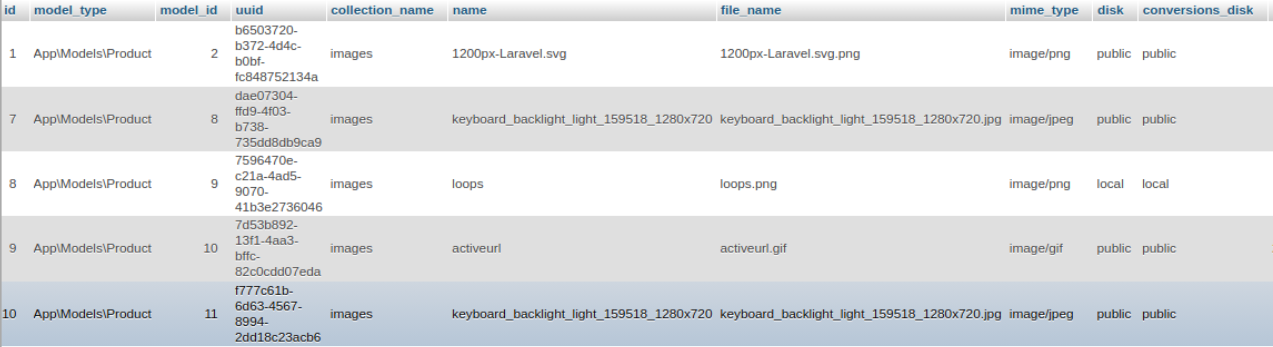 id model_type model_id uuid collection_name name file_name mime_type disk conversions_disk
b6503720-
b372-4d4c-
1 App\Models\Product 2 b0bf- images 1200px-Laravel.svg 1200px-Laravel.svg.png image/png public public
fc848752134a
dae07304-
ffd9-4f03-
7 App\Models\Product 8 b738- images keyboard_backlight_light_159518_1280x720 keyboard_backlight_light_159518_1280x720.jpg image/jpeg public public
735dd8db9ca9
7596470e-
c21a-4ad5-
8 App\Models\Product 9 9070- images loops loops.png image/png local local
41b3e2736046
7d53b892-
13f1-4aa3-
9 App\Models\Product 10 bffc- images activeurl activeurl.gif image/gif public public
82c0cdd07eda
f777c61b-
6d63-4567-
10 App\Models\Product 11 8994- images keyboard_backlight_light_159518_1280x720 keyboard_backlight_light_159518_1280x720.jpg image/jpeg public public
2dd18c23acb6